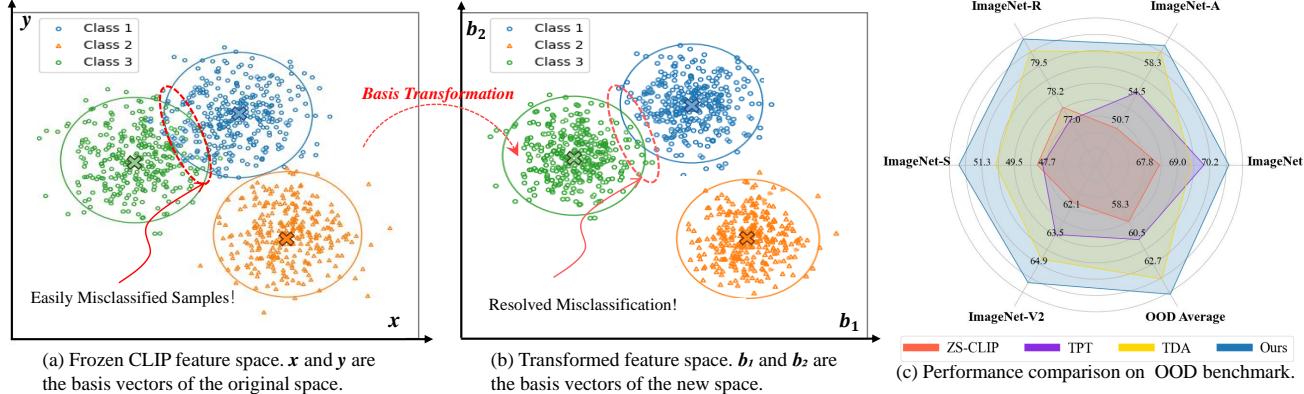 y
Class 1
Class 2
Class 3
Easily Misclassified Samples!
x
(a) Frozen CLIP feature space. x and y are
the basis vectors of the original space.
Basis Transformation
b₂
Class 1
Class 2
Class 3
Resolved Misclassification!
b₁
(b) Transformed feature space. b₁ and b₂ are
the basis vectors of the new space.
ImageNet-R
ImageNet-A
79.5
58.3
78.2
54.5
77.0
50.7
ImageNet-S
51.3
49.5
47.7
67.8
69.0
70.2
ImageNet
62.1
58.3
63.5
60.5
64.9
62.7
ImageNet-V2
OOD Average
ZS-CLIP
TPT
TDA
Ours
(c) Performance comparison on OOD benchmark.